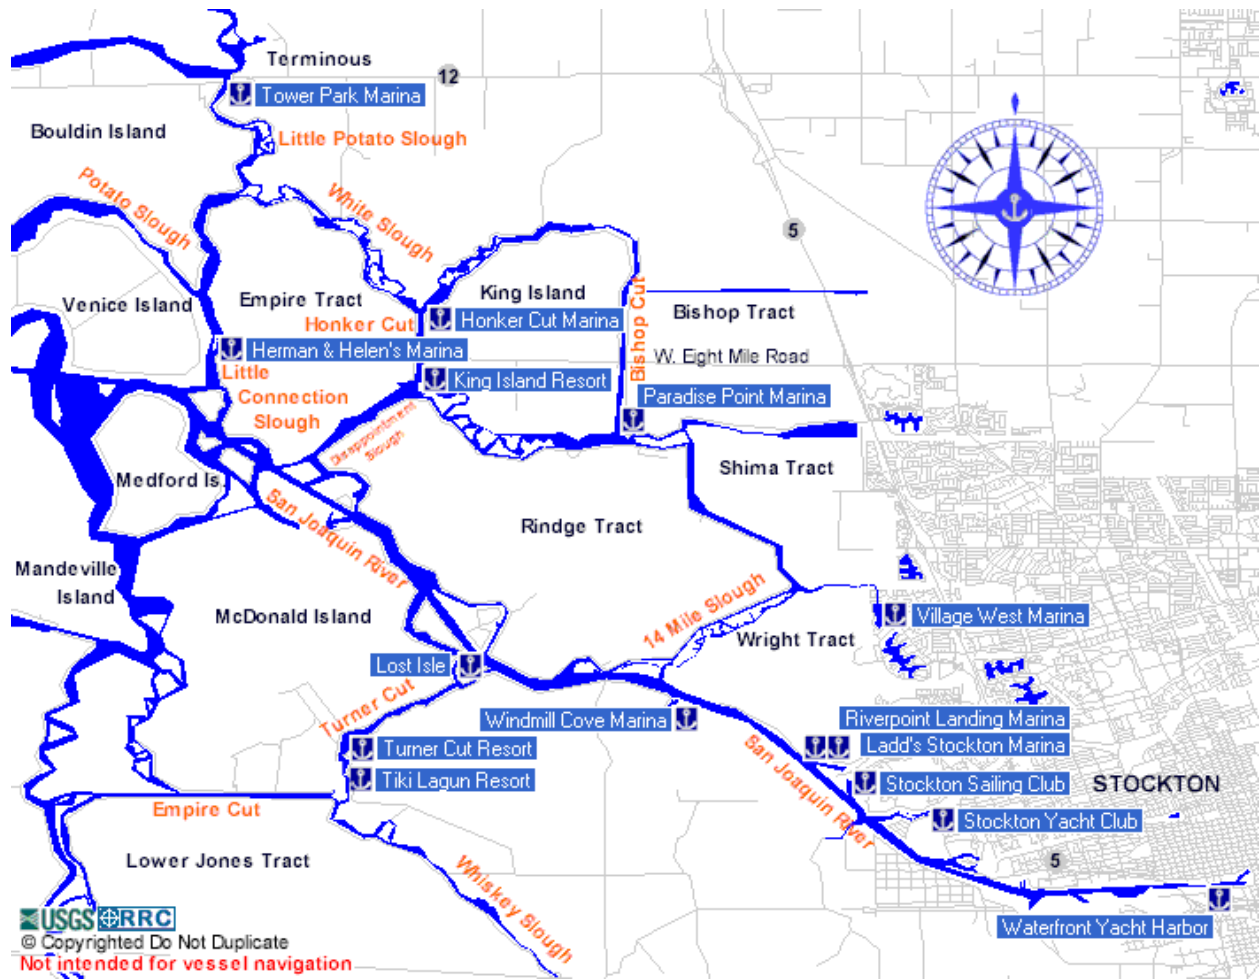 Terminous
12
Tower Park Marina
Bouldin Island
Little Potato Slough
Potato Slough
White Slough
5
Venice Island
Empire Tract
King Island
Bishop Cut
Bishop Tract
Honker Cut
Honker Cut Marina
Herman & Helen's Marina
W. Eight Mile Road
Little
Connection
Slough
King Island Resort
Paradise Point Marina
Disappointment
Slough
Shima Tract
Medford Is.
San Joaquin River
Rindge Tract
Mandeville
Island
McDonald Island
14 Mile Slough
Wright Tract
Village West Marina
Lost Isle
Turner Cut
Windmill Cove Marina
Riverpoint Landing Marina
Ladd's Stockton Marina
San Joaquin River
Turner Cut Resort
Tiki Lagun Resort
Stockton Sailing Club
STOCKTON
Empire Cut
Stockton Yacht Club
Lower Jones Tract
Whiskey Slough
5
Waterfront Yacht Harbor
USGS RRC
© Copyrighted Do Not Duplicate
Not intended for vessel navigation